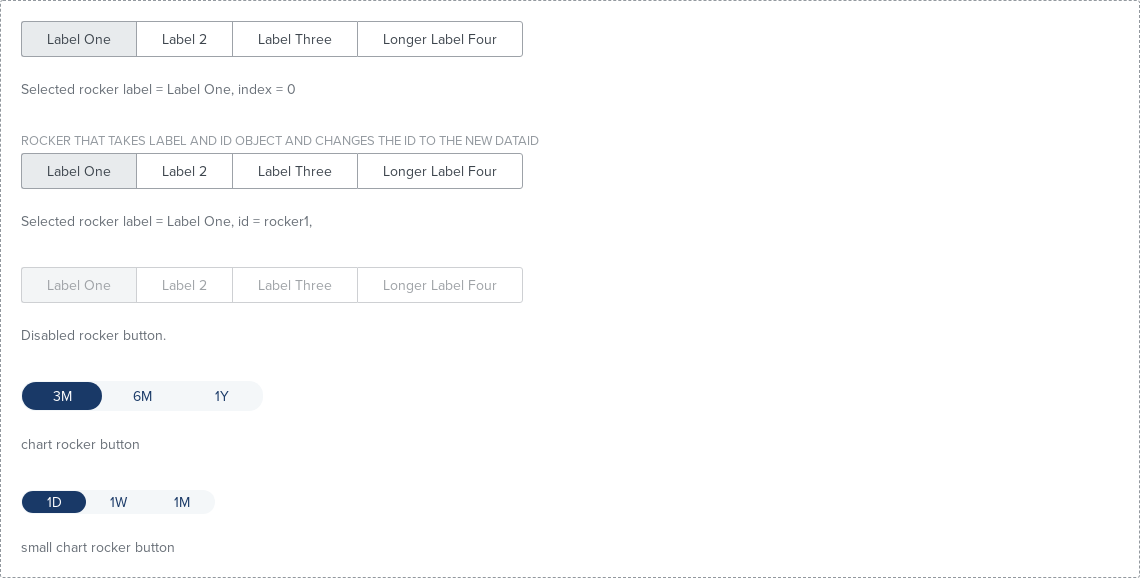 Label One Label 2 Label Three Longer Label Four
Selected rocker label = Label One, index = 0
ROCKER THAT TAKES LABEL AND ID OBJECT AND CHANGES THE ID TO THE NEW DATAID
Label One Label 2 Label Three Longer Label Four
Selected rocker label = Label One, id = rocker1,
Label One Label 2 Label Three Longer Label Four
Disabled rocker button.
3M 6M 1Y
chart rocker button
1D 1W 1M
small chart rocker button